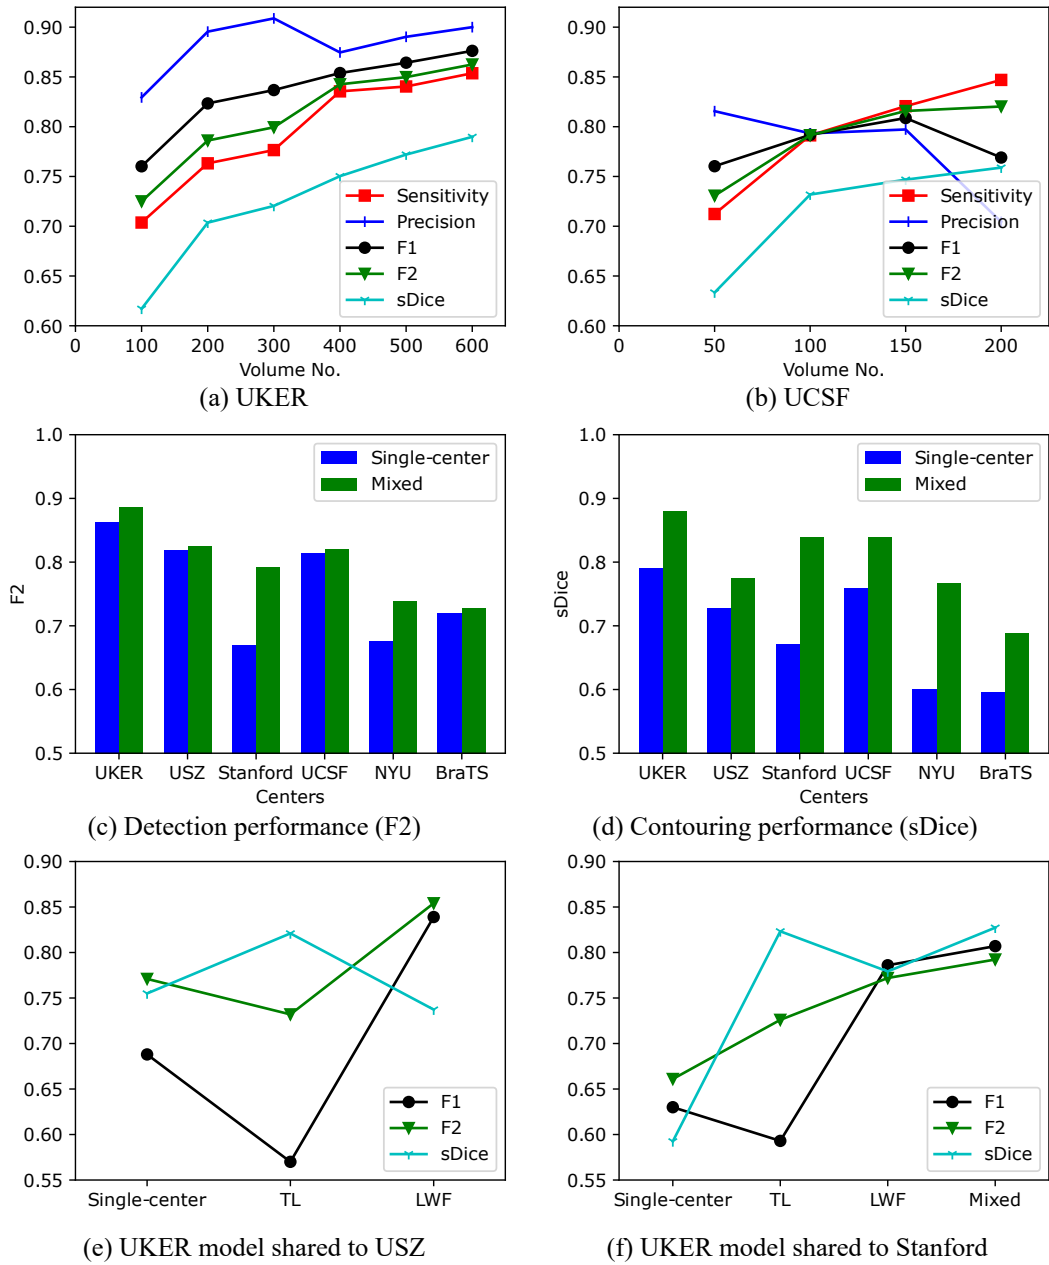 0.90
0.85
0.80
0.75
0.70
0.65
0.60
0
100
200
300
400
500
600
Volume No.
Sensitivity
Precision
F1
F2
sDice
(a) UKER
0.90
0.85
0.80
0.75
0.70
0.65
0.60
0
50
100
150
200
Volume No.
Sensitivity
Precision
F1
F2
sDice
(b) UCSF
1.0
0.9
0.8
0.7
0.6
0.5
F2
Single-center
Mixed
UKER
USZ
Stanford
UCSF
NYU
BraTS
Centers
(c) Detection performance (F2)
1.0
0.9
0.8
0.7
0.6
0.5
sDice
Single-center
Mixed
UKER
USZ
Stanford
UCSF
NYU
BraTS
Centers
(d) Contouring performance (sDice)
0.90
0.85
0.80
0.75
0.70
0.65
0.60
0.55
F1
F2
sDice
Single-center
TL
LWF
(e) UKER model shared to USZ
0.90
0.85
0.80
0.75
0.70
0.65
0.60
0.55
F1
F2
sDice
Single-center
TL
LWF
Mixed
(f) UKER model shared to Stanford